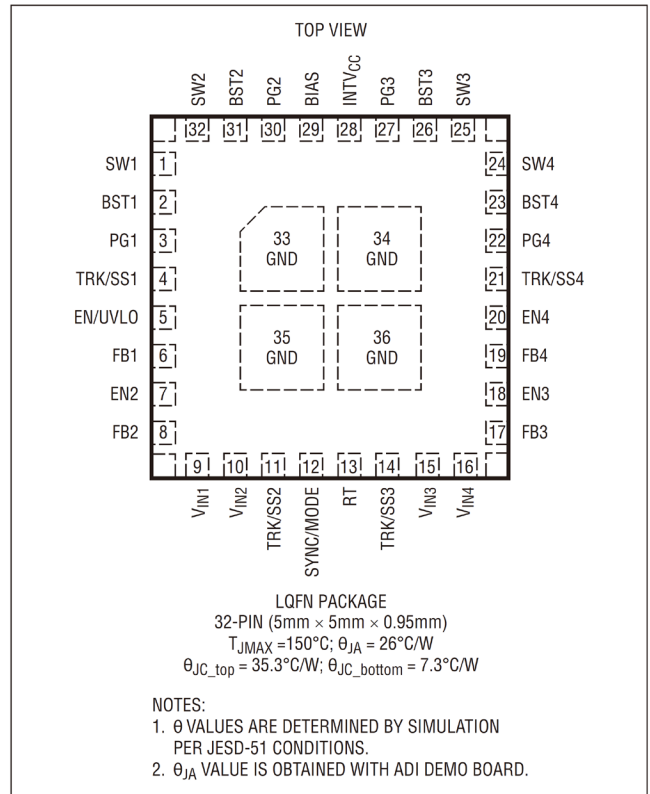 TOP VIEW
SW2 BST2 PG2 BIAS INTVCC PG3 BST3 SW3
32 31 30 29 28 27 26 25
SW1 1 24 SW4
BST1 2 23 BST4
PG1 3 33 34 22 PG4
GND GND
TRK/SS1 4 21 TRK/SS4
EN/UVLO 5 20 EN4
35 36
FB1 6 GND GND 19 FB4
EN2 7 18 EN3
FB2 8 17 FB3
9 10 11 12 13 14 15 16
VIN1 VIN2 TRK/SS2 SYNC/MODE RT TRK/SS3 VIN3 VIN4
LQFN PACKAGE
32-PIN (5mm × 5mm × 0.95mm)
TJMAX =150°C; θJA = 26°C/W
θJC_top = 35.3°C/W; θJC_bottom = 7.3°C/W
NOTES:
1. θ VALUES ARE DETERMINED BY SIMULATION
PER JESD-51 CONDITIONS.
2. θJA VALUE IS OBTAINED WITH ADI DEMO BOARD.